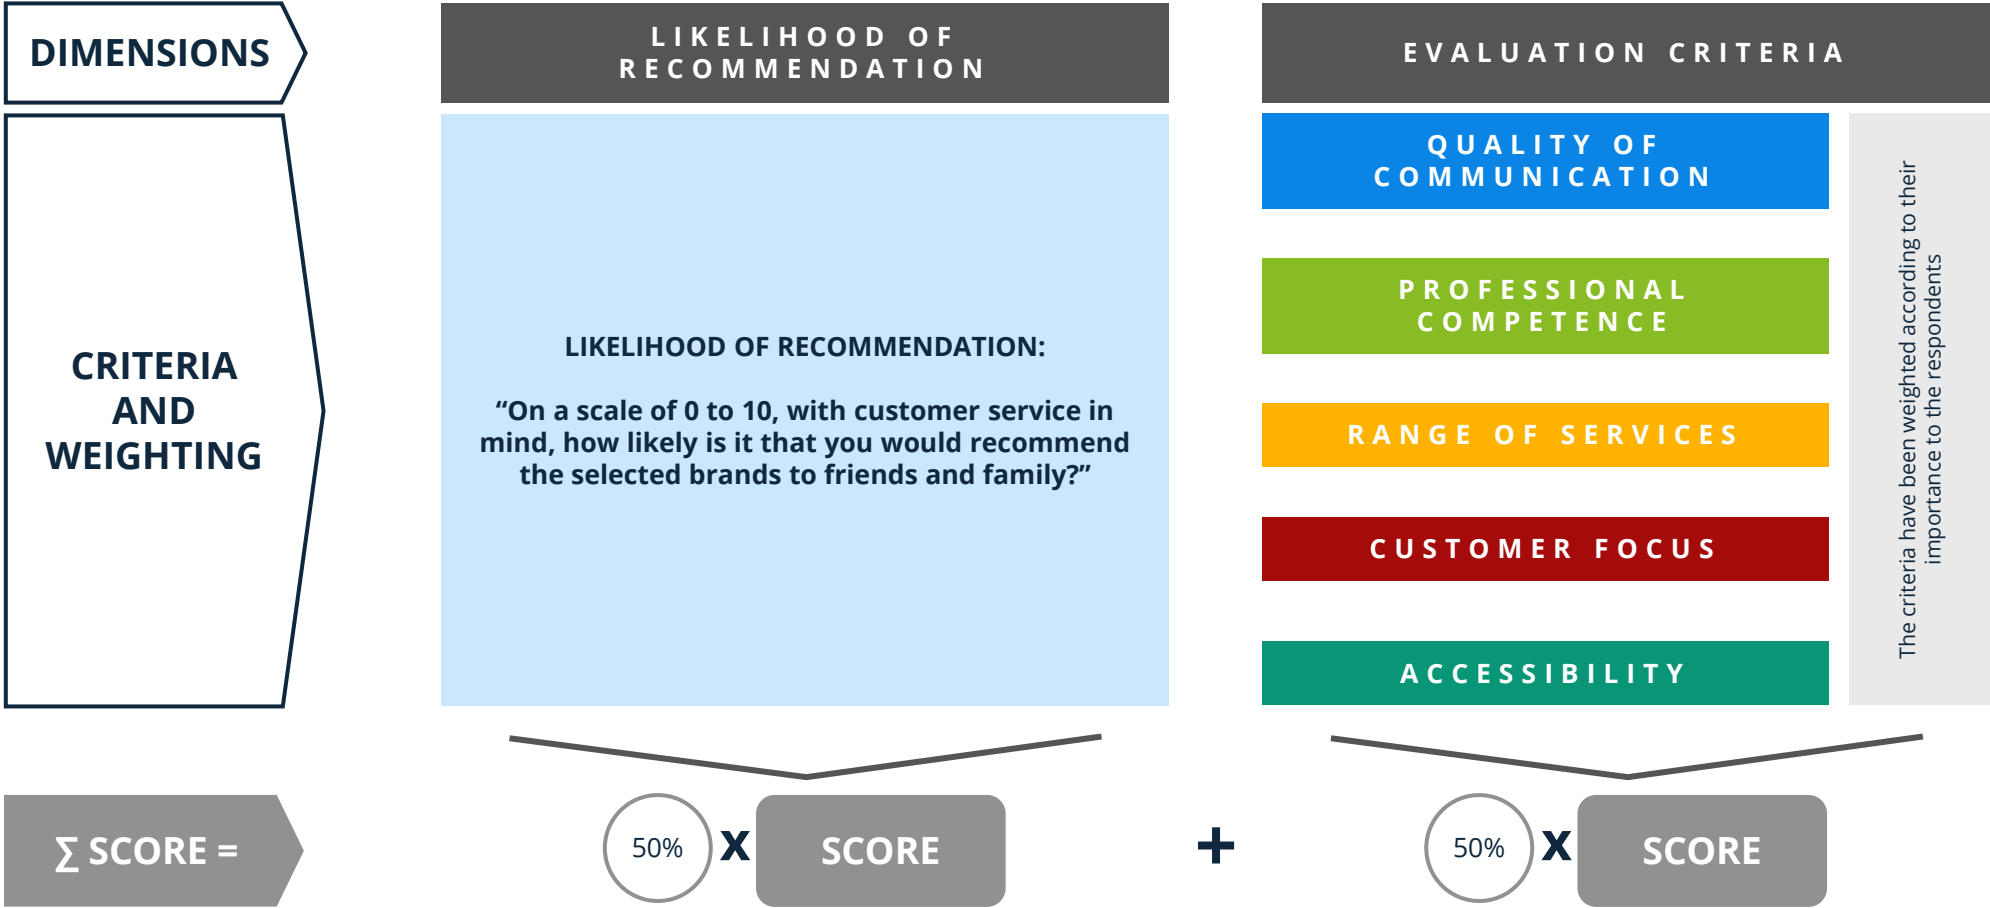 DIMENSIONS
LIKELIHOOD OF
RECOMMENDATION
EVALUATION CRITERIA
CRITERIA
AND
WEIGHTING
LIKELIHOOD OF RECOMMENDATION:
“On a scale of 0 to 10, with customer service in
mind, how likely is it that you would recommend
the selected brands to friends and family?”
QUALITY OF
COMMUNICATION
PROFESSIONAL
COMPETENCE
RANGE OF SERVICES
CUSTOMER FOCUS
ACCESSIBILITY
The criteria have been weighted according to their
importance to the respondents
∑ SCORE =
50% x SCORE
+
50% x SCORE